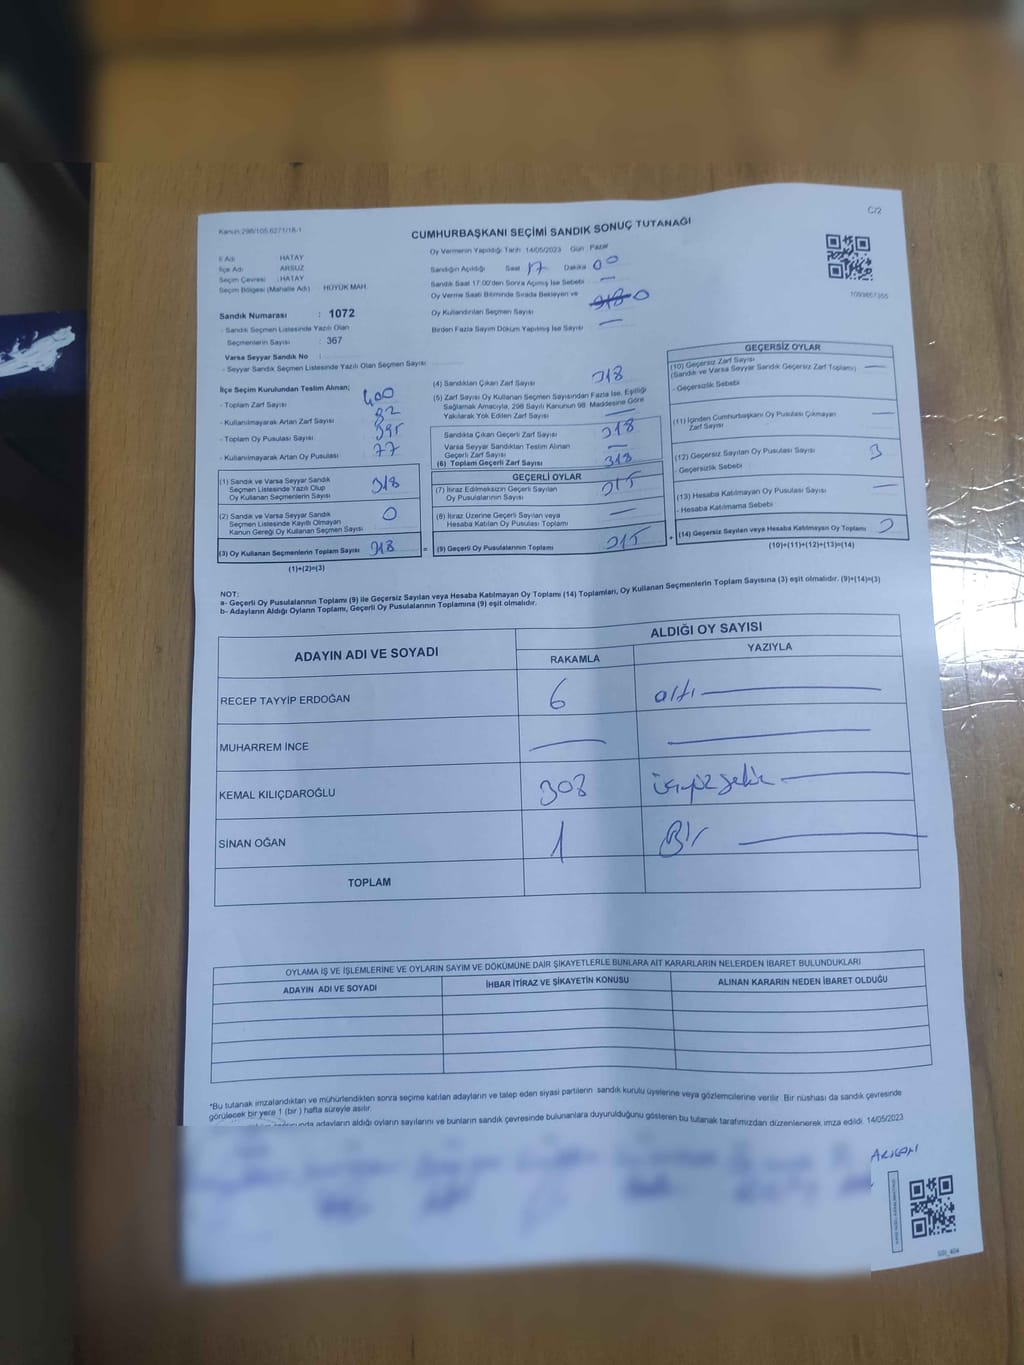 C/2
Kanun:298/105,6271/18-1
CUMHURBAŞKANI SEÇİMİ SANDIK SONUÇ TUTANAĞI
İl Adı HATAY
İlçe Adı ARSUZ
Seçim Çevresi :HATAY
Seçim Bölgesi (Mahalle Adı) HÜYÜK MAH.
Sandık Numarası : 1072
- Sandık Seçmen Listesinde Yazılı Olan
Seçmenlerin Sayısı : 367
Varsa Seyyar Sandık No :
- Seyyar Sandık Seçmen Listesinde Yazılı Olan Seçmen Sayısı
Oy Vermenin Yapıldığı Tarih 14/05/2023 Gün : Pazar
Sandığın Açıldığı Saat 17 Dakika 00
Sandık Saat 17.00'den Sonra Açılmış İse Sebebi —
Oy Verme Saati Bitiminde Sırada Bekleyen ve
Oy Kullandırılan Seçmen Sayısı 0
Birden Fazla Sayım Döküm Yapılmış İse Sayısı —
1093857355
İlçe Seçim Kurulundan Teslim Alınan;
- Toplam Zarf Sayısı 400
- Kullanılmayarak Artan Zarf Sayısı 82
- Toplam Oy Pusulası Sayısı 395
- Kullanılmayarak Artan Oy Pusulası 77
(1) Sandık ve Varsa Seyyar Sandık
Seçmen Listesinde Yazılı Olup
Oy Kullanan Seçmenlerin Sayısı 318
(2) Sandık ve Varsa Seyyar Sandık
Seçmen Listesinde Kayıtlı Olmayan
Kanun Gereği Oy Kullanan Seçmen Sayısı 0
(3) Oy Kullanan Seçmenlerin Toplam Sayısı 318
(1)+(2)=(3)
(4) Sandıktan Çıkan Zarf Sayısı 318
(5) Zarf Sayısı Oy Kullanan Seçmen Sayısından Fazla İse, Eşitliği
Sağlamak Amacıyla, 298 Sayılı Kanunun 98. Maddesine Göre
Yakılarak Yok Edilen Zarf Sayısı —
Sandıkta Çıkan Geçerli Zarf Sayısı 318
Varsa Seyyar Sandıktan Teslim Alınan
Geçerli Zarf Sayısı —
(6) Toplam Geçerli Zarf Sayısı 318
GEÇERLİ OYLAR
(7) İtiraz Edilmeksizin Geçerli Sayılan
Oy Pusulalarının Sayısı 315
(8) İtiraz Üzerine Geçerli Sayılan veya
Hesaba Katılan Oy Pusulası Toplamı —
= (9) Geçerli Oy Pusulalarının Toplamı 315
GEÇERSİZ OYLAR
(10) Geçersiz Zarf Sayısı
(Sandık ve Varsa Seyyar Sandık Geçersiz Zarf Toplamı) —
- Geçersizlik Sebebi
(11) İçinden Cumhurbaşkanı Oy Pusulası Çıkmayan
Zarf Sayısı —
(12) Geçersiz Sayılan Oy Pusulası Sayısı 3
- Geçersizlik Sebebi
(13) Hesaba Katılmayan Oy Pusulası Sayısı —
- Hesaba Katılmama Sebebi
+ (14) Geçersiz Sayılan veya Hesaba Katılmayan Oy Toplamı 3
(10)+(11)+(12)+(13)=(14)
NOT:
a- Geçerli Oy Pusulalarının Toplamı (9) ile Geçersiz Sayılan veya Hesaba Katılmayan Oy Toplamı (14) Toplamları, Oy Kullanan Seçmenlerin Toplam Sayısına (3) eşit olmalıdır. (9)+(14)=(3)
b- Adayların Aldığı Oyların Toplamı, Geçerli Oy Pusulalarının Toplamına (9) eşit olmalıdır.
ADAYIN ADI VE SOYADI ALDIĞI OY SAYISI
RAKAMLA YAZIYLA
RECEP TAYYİP ERDOĞAN 6 altı
MUHARREM İNCE — —
KEMAL KILIÇDAROĞLU 308 üçyüzsekiz
SİNAN OĞAN 1 Bir
TOPLAM
OYLAMA İŞ VE İŞLEMLERİNE VE OYLARIN SAYIM VE DÖKÜMÜNE DAİR ŞİKAYETLERLE BUNLARA AİT KARARLARIN NELERDEN İBARET BULUNDUKLARI
ADAYIN ADI VE SOYADI İHBAR İTİRAZ VE ŞİKAYETİN KONUSU ALINAN KARARIN NEDEN İBARET OLDUĞU
*Bu tutanak imzalandıktan ve mühürlendikten sonra seçime katılan adayların ve talep eden siyasi partilerin sandık kurulu üyelerine veya gözlemcilerine verilir. Bir nüshası da sandık çevresinde
görülecek bir yere 1 (bir) hafta süreyle asılır.
adayların aldığı oyların sayılarını ve bunların sandık çevresinde bulunanlara duyurulduğunu gösteren bu tutanak tarafımızdan düzenlenerek imza edildi. 14/05/2023